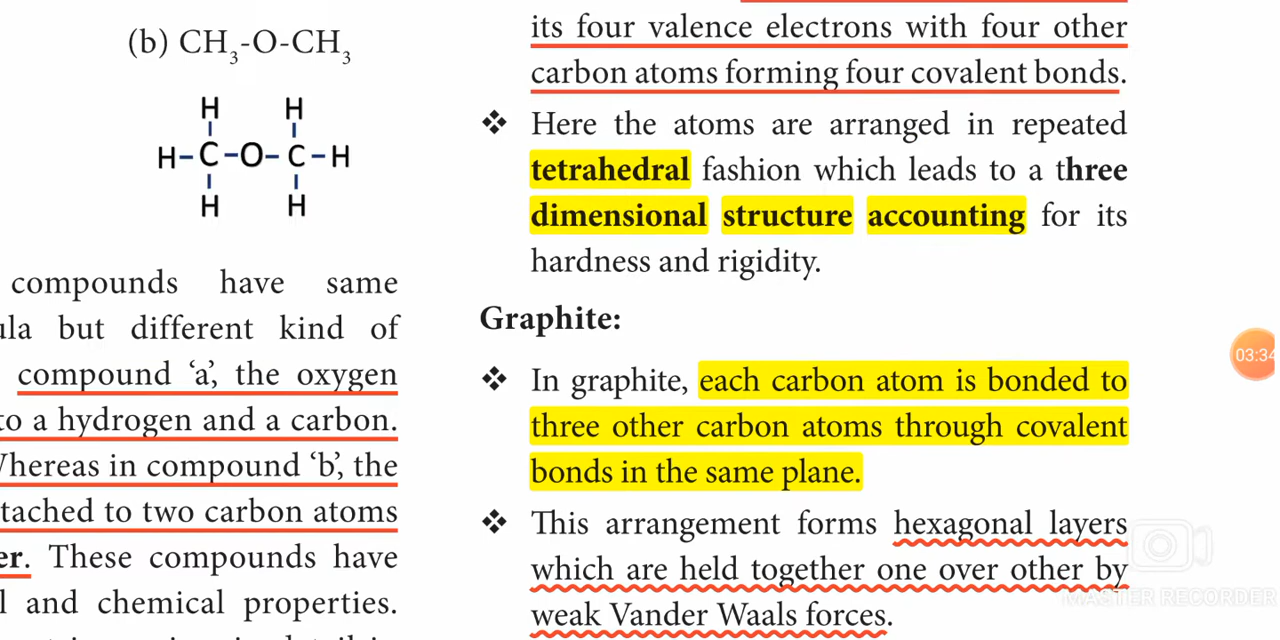 (b) CH₃-O-CH₃
H H
H-C-O-C-H
H H
compounds have same
ula but different kind of
compound ‘a’, the oxygen
to a hydrogen and a carbon.
Whereas in compound ‘b’, the
tached to two carbon atoms
er. These compounds have
l and chemical properties.
its four valence electrons with four other
carbon atoms forming four covalent bonds.
❖ Here the atoms are arranged in repeated
tetrahedral fashion which leads to a three
dimensional structure accounting for its
hardness and rigidity.
Graphite:
❖ In graphite, each carbon atom is bonded to
three other carbon atoms through covalent
bonds in the same plane.
❖ This arrangement forms hexagonal layers
which are held together one over other by
weak Vander Waals forces.
03:34
MASTER RECORDER